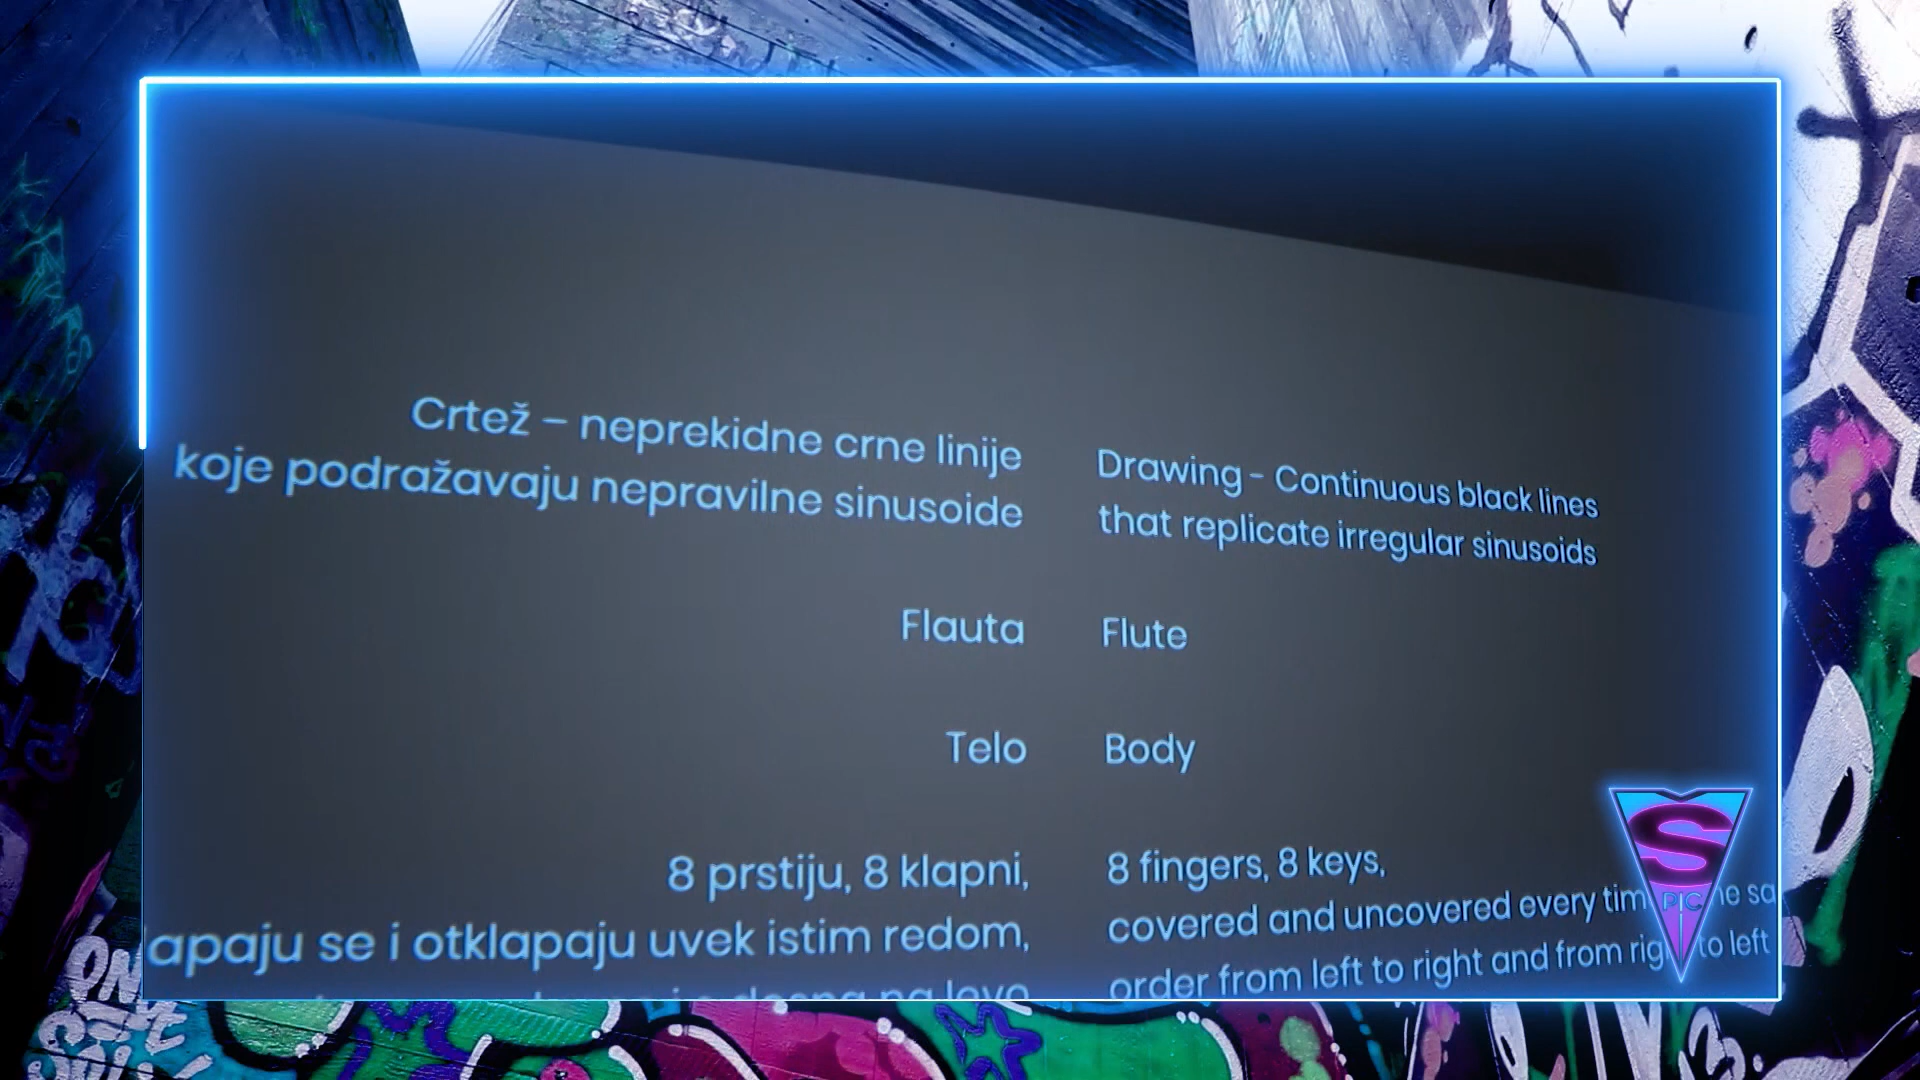 Crtež – neprekidne crne linije
koje podražavaju nepravilne sinusoide
Flauta
Telo
8 prstiju, 8 klapni,
apaju se i otklapaju uvek istim redom,
Drawing - Continuous black lines
that replicate irregular sinusoids
Flute
Body
8 fingers, 8 keys,
covered and uncovered every
order from left to right and from to left
S
PIC